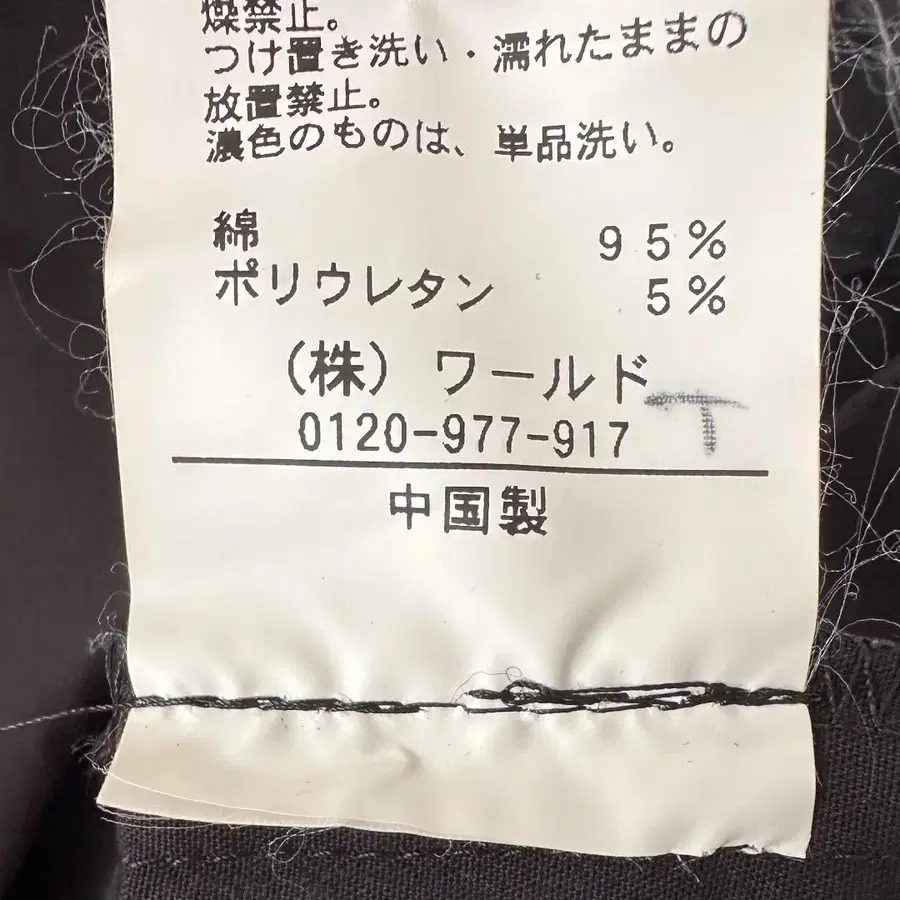 燥禁止。
つけ置き洗い・濡れたままの
放置禁止。
濃色のものは、単品洗い。
綿 95%
ポリウレタン 5%
(株)ワールド
0120-977-917 T
中国製